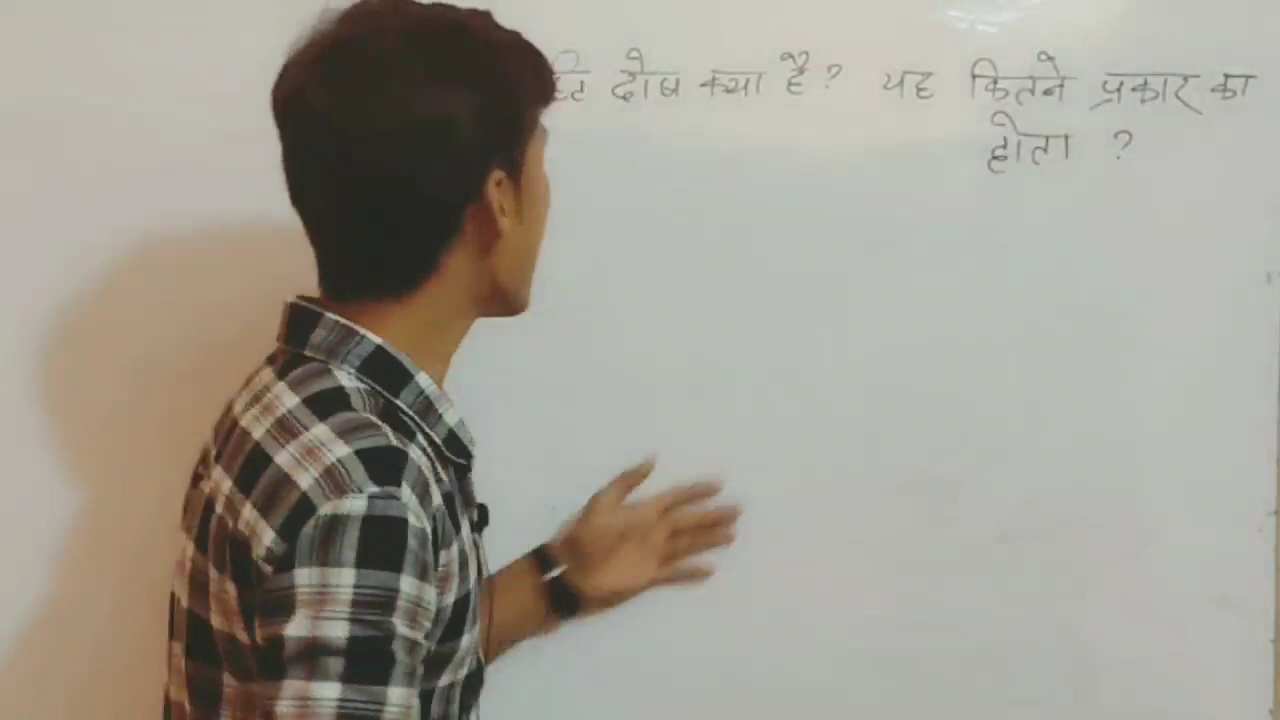 दोष क्या है? यह कितने प्रकार का
होता ?